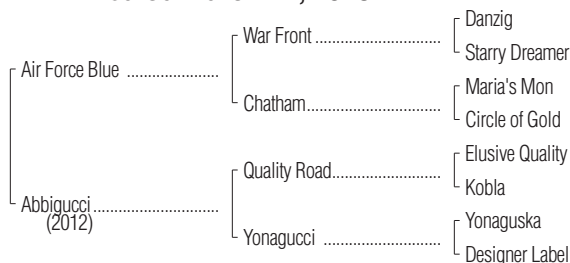 War Front
Danzig
Starry Dreamer
Air Force Blue
Chatham
Maria's Mon
Circle of Gold
Quality Road
Elusive Quality
Kobla
Abbigucci
(2012)
Yonagucci
Yonaguska
Designer Label